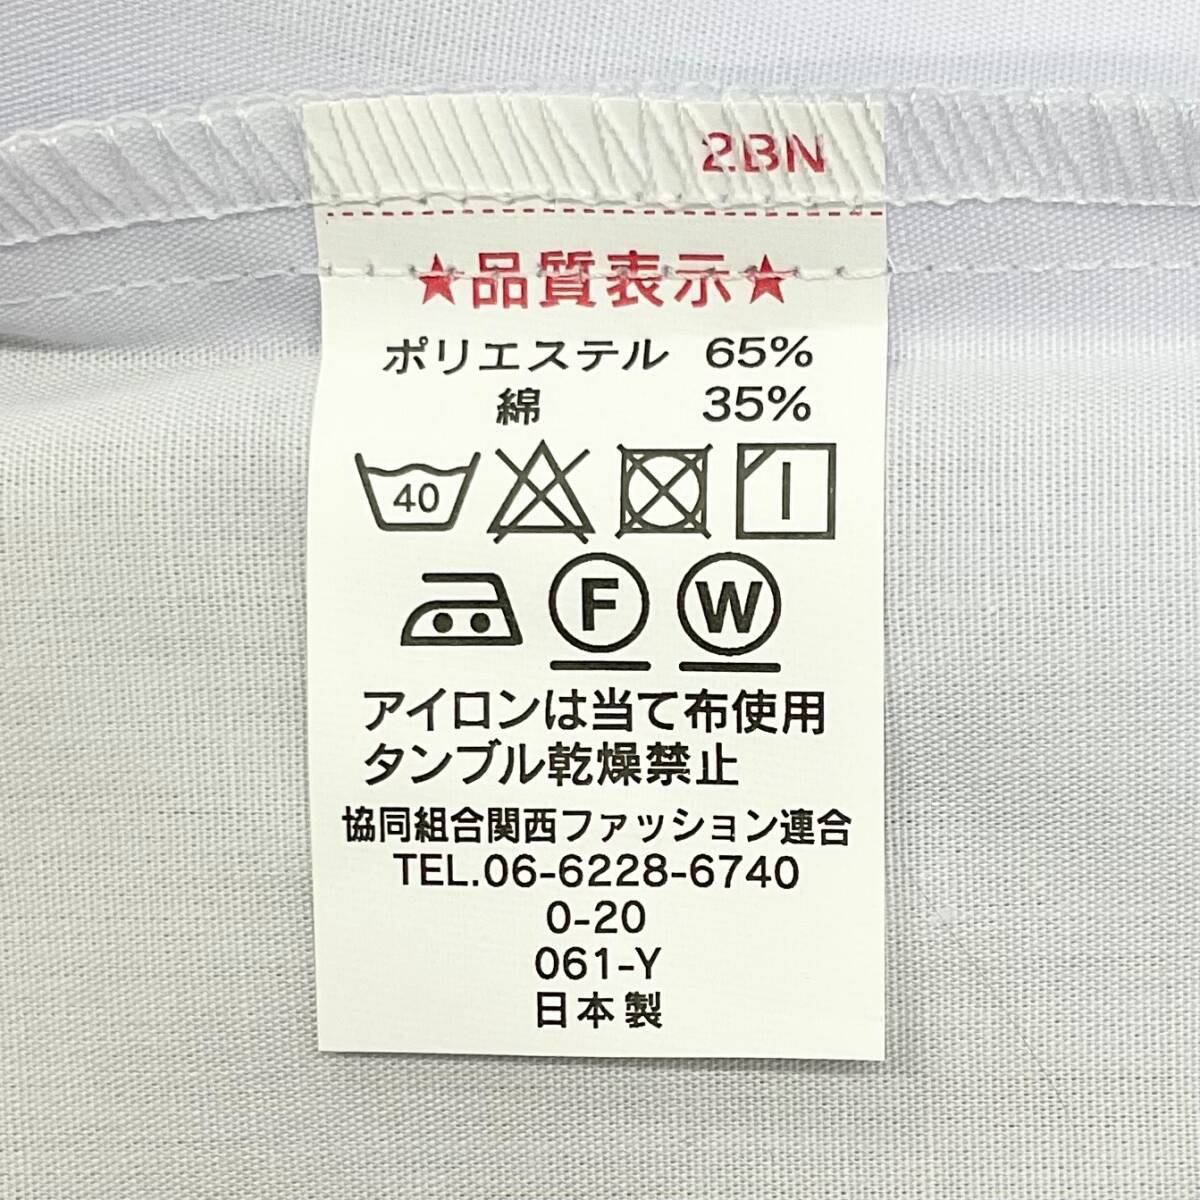 2BN
★品質表示★
ポリエステル 65%
綿 35%
40
F W
アイロンは当て布使用
タンブル乾燥禁止
協同組合関西ファッション連合
TEL.06-6228-6740
0-20
061-Y
日本製